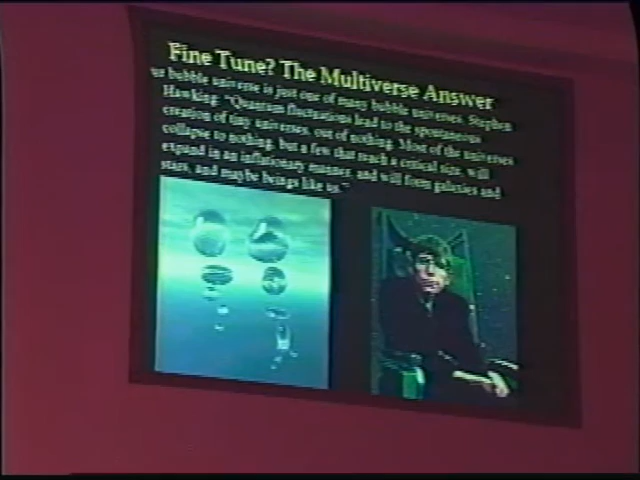 Fine Tune? The Multiverse Answer
ur bubble universe is just one of many bubble universes. Stephen
Hawking: "Quantum fluctuations lead to the spontaneous
creation of tiny universes, out of nothing. Most of the universes
collapse to nothing, but a few that reach a critical size, will
expand in an inflationary manner, and will form galaxies and
stars, and maybe beings like us."